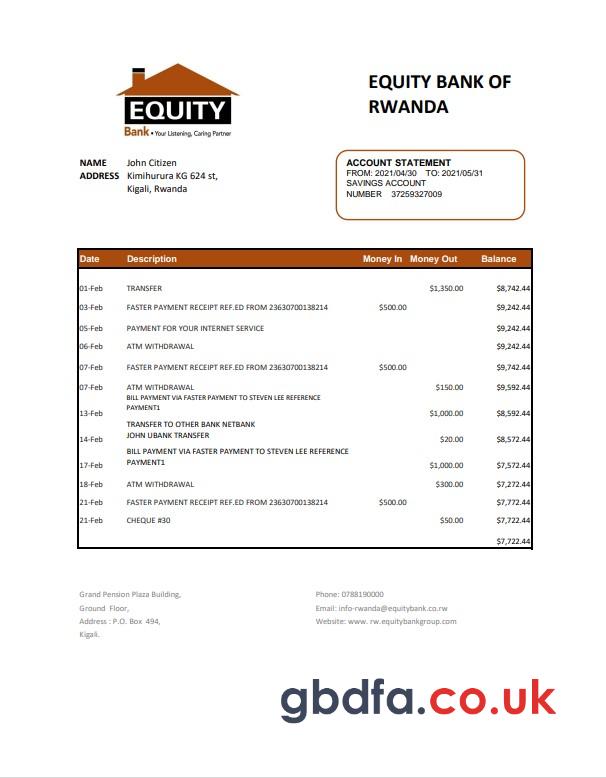 EQUITY
Bank • Your Listening, Caring Partner
EQUITY BANK OF
RWANDA
NAME John Citizen
ADDRESS Kimihurura KG 624 st,
Kigali, Rwanda
ACCOUNT STATEMENT
FROM: 2021/04/30 TO: 2021/05/31
SAVINGS ACCOUNT
NUMBER 37259327009
Date Description Money In Money Out Balance
01-Feb TRANSFER $1,350.00 $8,742.44
03-Feb FASTER PAYMENT RECEIPT REF.ED FROM 23630700138214 $500.00 $9,242.44
05-Feb PAYMENT FOR YOUR INTERNET SERVICE $9,242.44
06-Feb ATM WITHDRAWAL $9,242.44
07-Feb FASTER PAYMENT RECEIPT REF.ED FROM 23630700138214 $500.00 $9,742.44
07-Feb ATM WITHDRAWAL $150.00 $9,592.44
BILL PAYMENT VIA FASTER PAYMENT TO STEVEN LEE REFERENCE
PAYMENT1
13-Feb $1,000.00 $8,592.44
TRANSFER TO OTHER BANK NETBANK
JOHN UBANK TRANSFER
14-Feb $20.00 $8,572.44
BILL PAYMENT VIA FASTER PAYMENT TO STEVEN LEE REFERENCE
PAYMENT1
17-Feb $1,000.00 $7,572.44
18-Feb ATM WITHDRAWAL $300.00 $7,272.44
21-Feb FASTER PAYMENT RECEIPT REF.ED FROM 23630700138214 $500.00 $7,772.44
21-Feb CHEQUE #30 $50.00 $7,722.44
$7,722.44
Grand Pension Plaza Building,
Ground Floor,
Address : P.O. Box 494,
Kigali.
Phone: 0788190000
Email: info-rwanda@equitybank.co.rw
Website: www. rw.equitybankgroup.com
gbdfa.co.uk